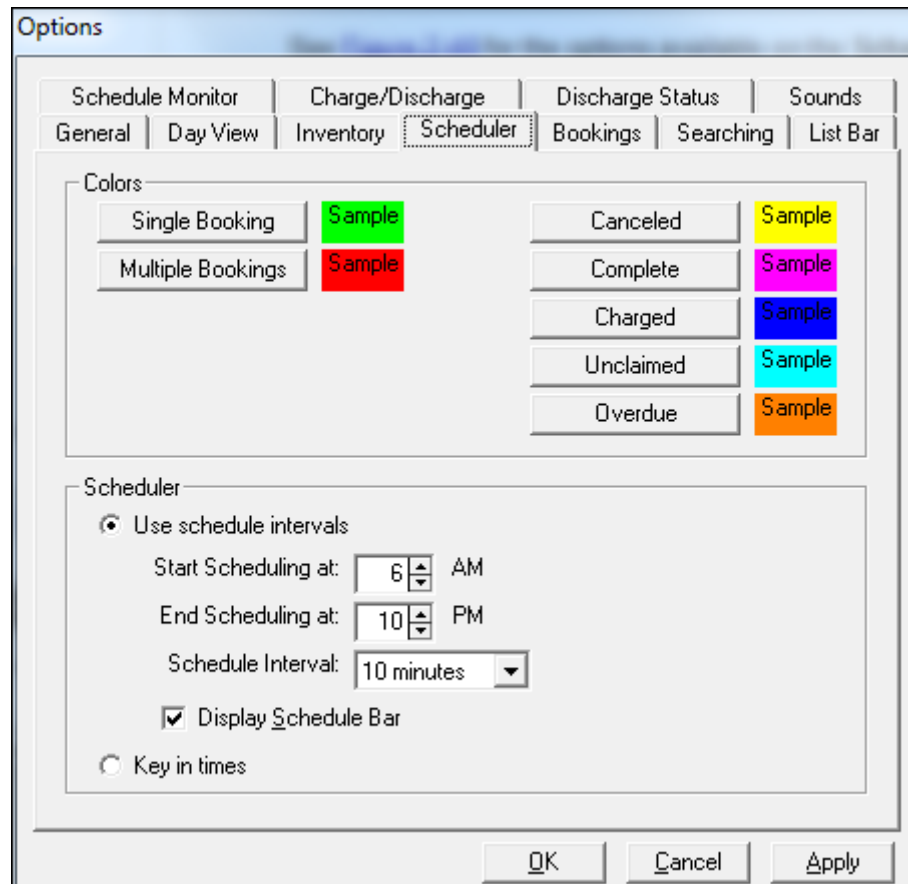 Options
Schedule Monitor Charge/Discharge Discharge Status Sounds
General Day View Inventory Scheduler Bookings Searching List Bar
Colors
Single Booking Sample Canceled Sample
Multiple Bookings Sample Complete Sample
Charged Sample
Unclaimed Sample
Overdue Sample
Scheduler
Use schedule intervals
Start Scheduling at: 6 AM
End Scheduling at: 10 PM
Schedule Interval: 10 minutes
Display Schedule Bar
Key in times
OK Cancel Apply